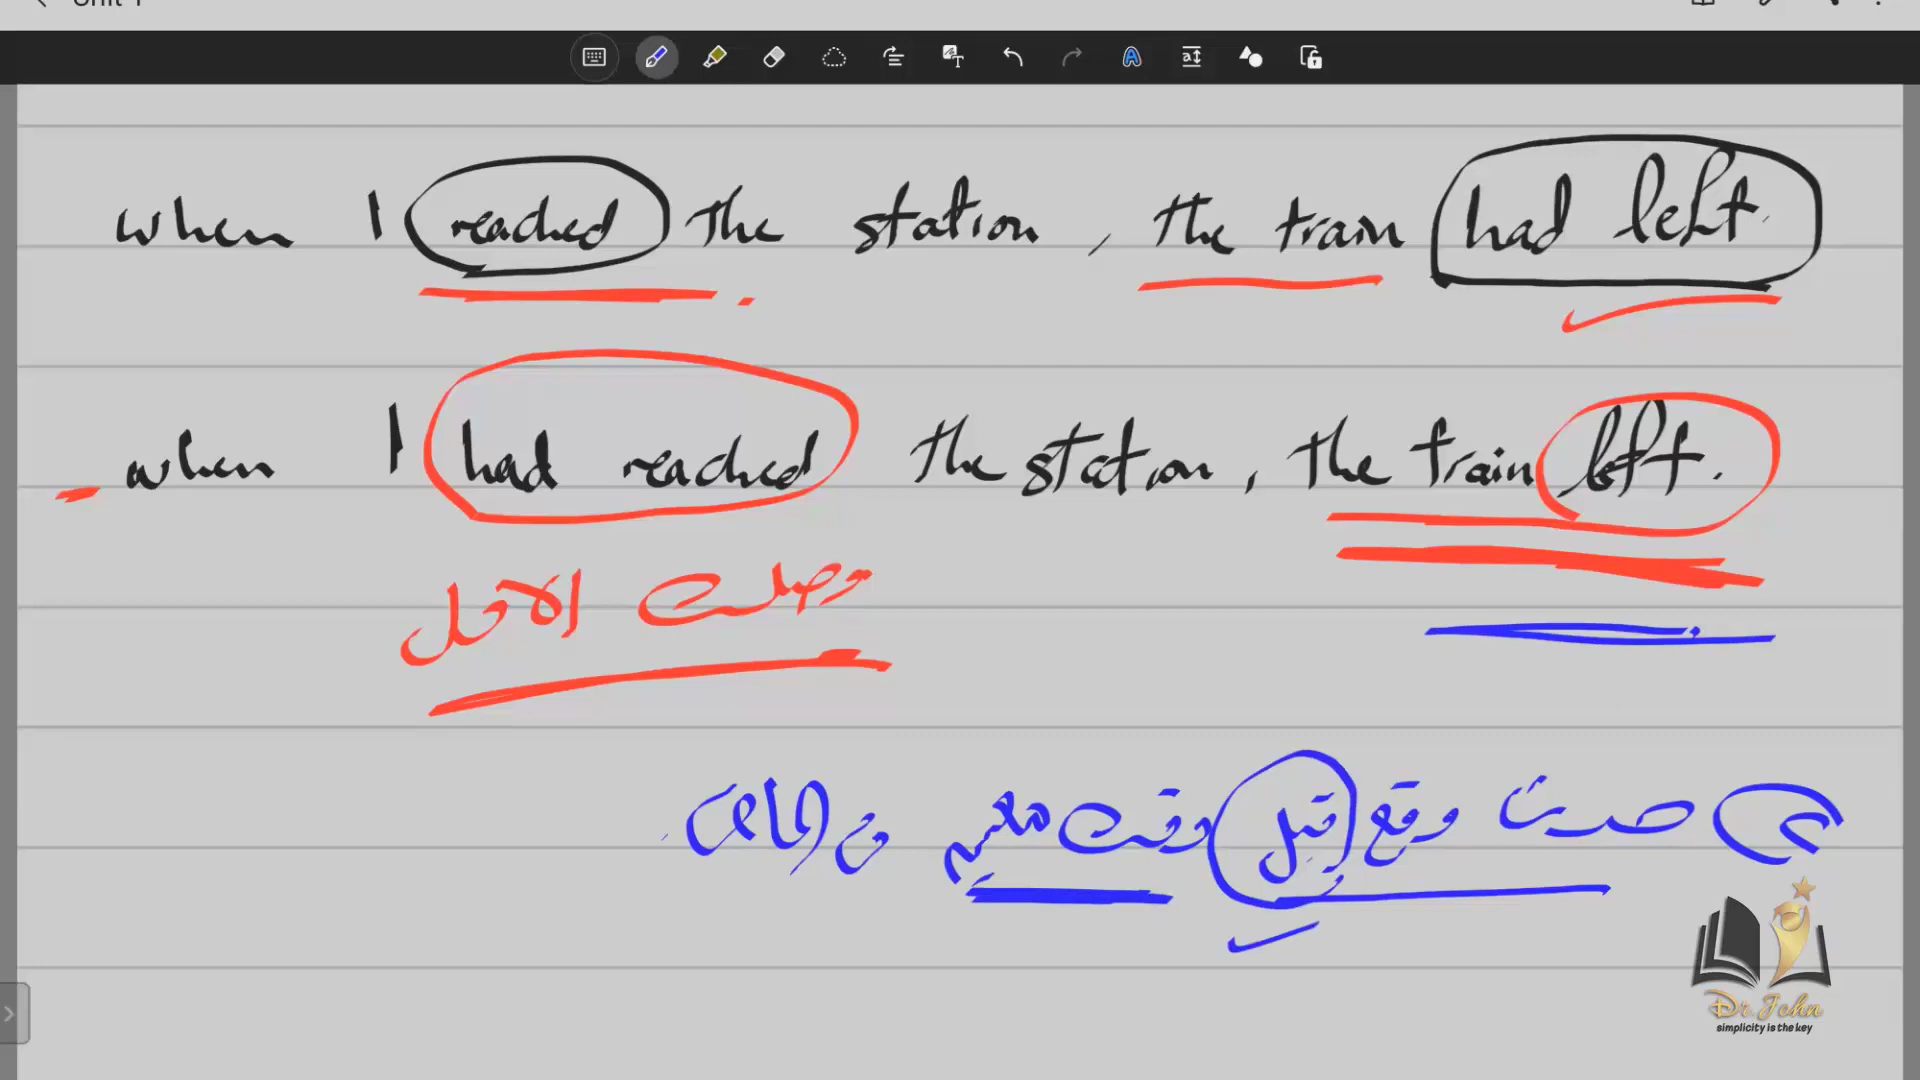 when I reached the station, the train had left.
when I had reached the station, the train left.
وصلت الاول
حدث وقع قبل وقت معين في الماضي
Dr. John
simplicity is the key